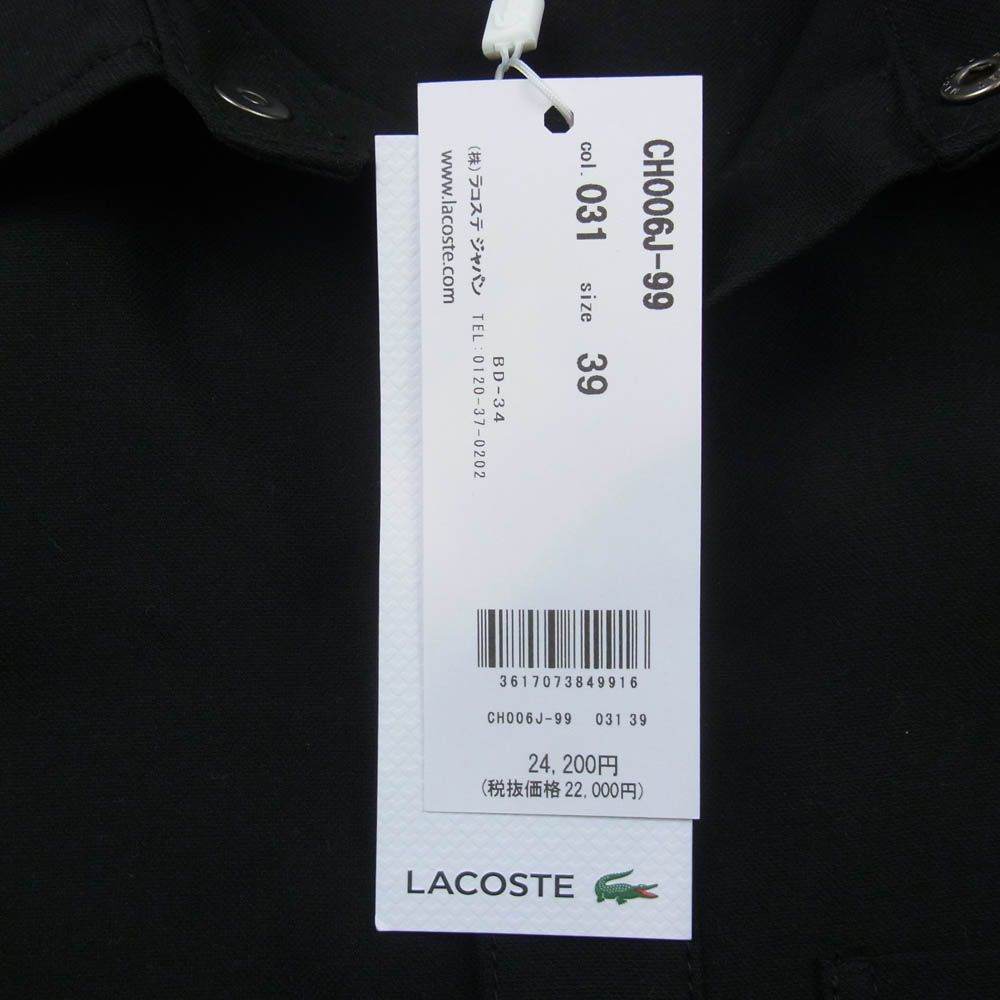 CH006J-99
col. 031 size 39
BD-34
(株)ラコステ ジャパン TEL:0120-37-0202
www.lacoste.com
3617073849916
CH006J-99 031 39
24,200円
(税抜価格22,000円)
LACOSTE